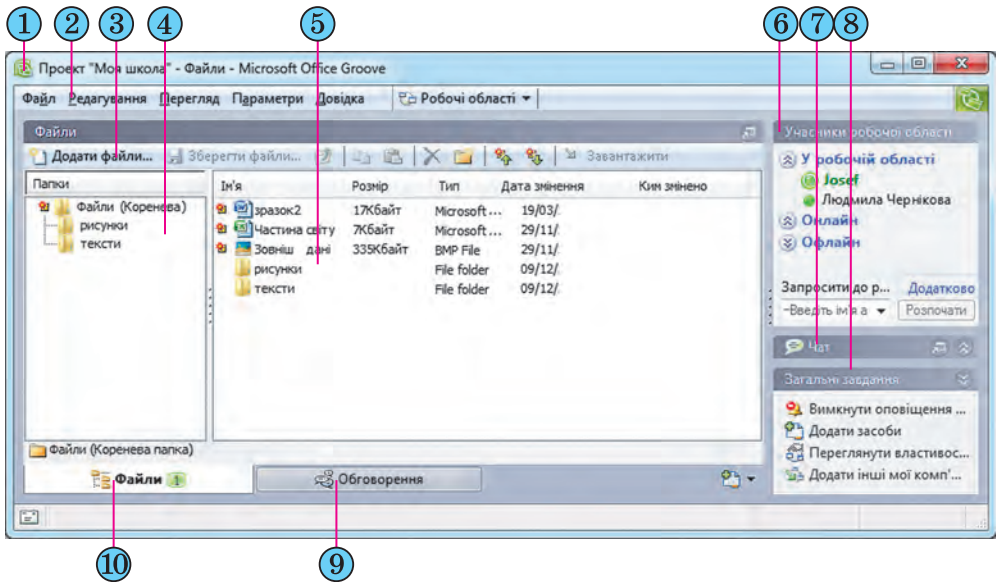 1 2 3 4 5 6 7 8
Проект "Моя школа" - Файли - Microsoft Office Groove
Файл Редагування Перегляд Параметри Довідка Робочі області
Файли
Учасники робочої області
Додати файли... Зберегти файли... Завантажити
Папки
Файли (Коренева)
рисунки
тексти
Ім'я Розмір Тип Дата змінення Ким змінено
зразок2 17Кбайт Microsoft ... 19/03/
Частина світу 7Кбайт Microsoft ... 29/11/
Зовніш дані 335Кбайт BMP File 29/11/
рисунки File folder 09/12/
тексти File folder 09/12/
У робочій області
Josef
Людмила Чернікова
Онлайн
Офлайн
Запросити до р... Додатково
-Введіть ім'я а Розпочати
Чат
Загальні завдання
Вимкнути оповіщення ...
Додати засоби
Переглянути властивос...
Додати інші мої комп'...
Файли (Коренева папка)
Файли 1 Обговорення
10 9